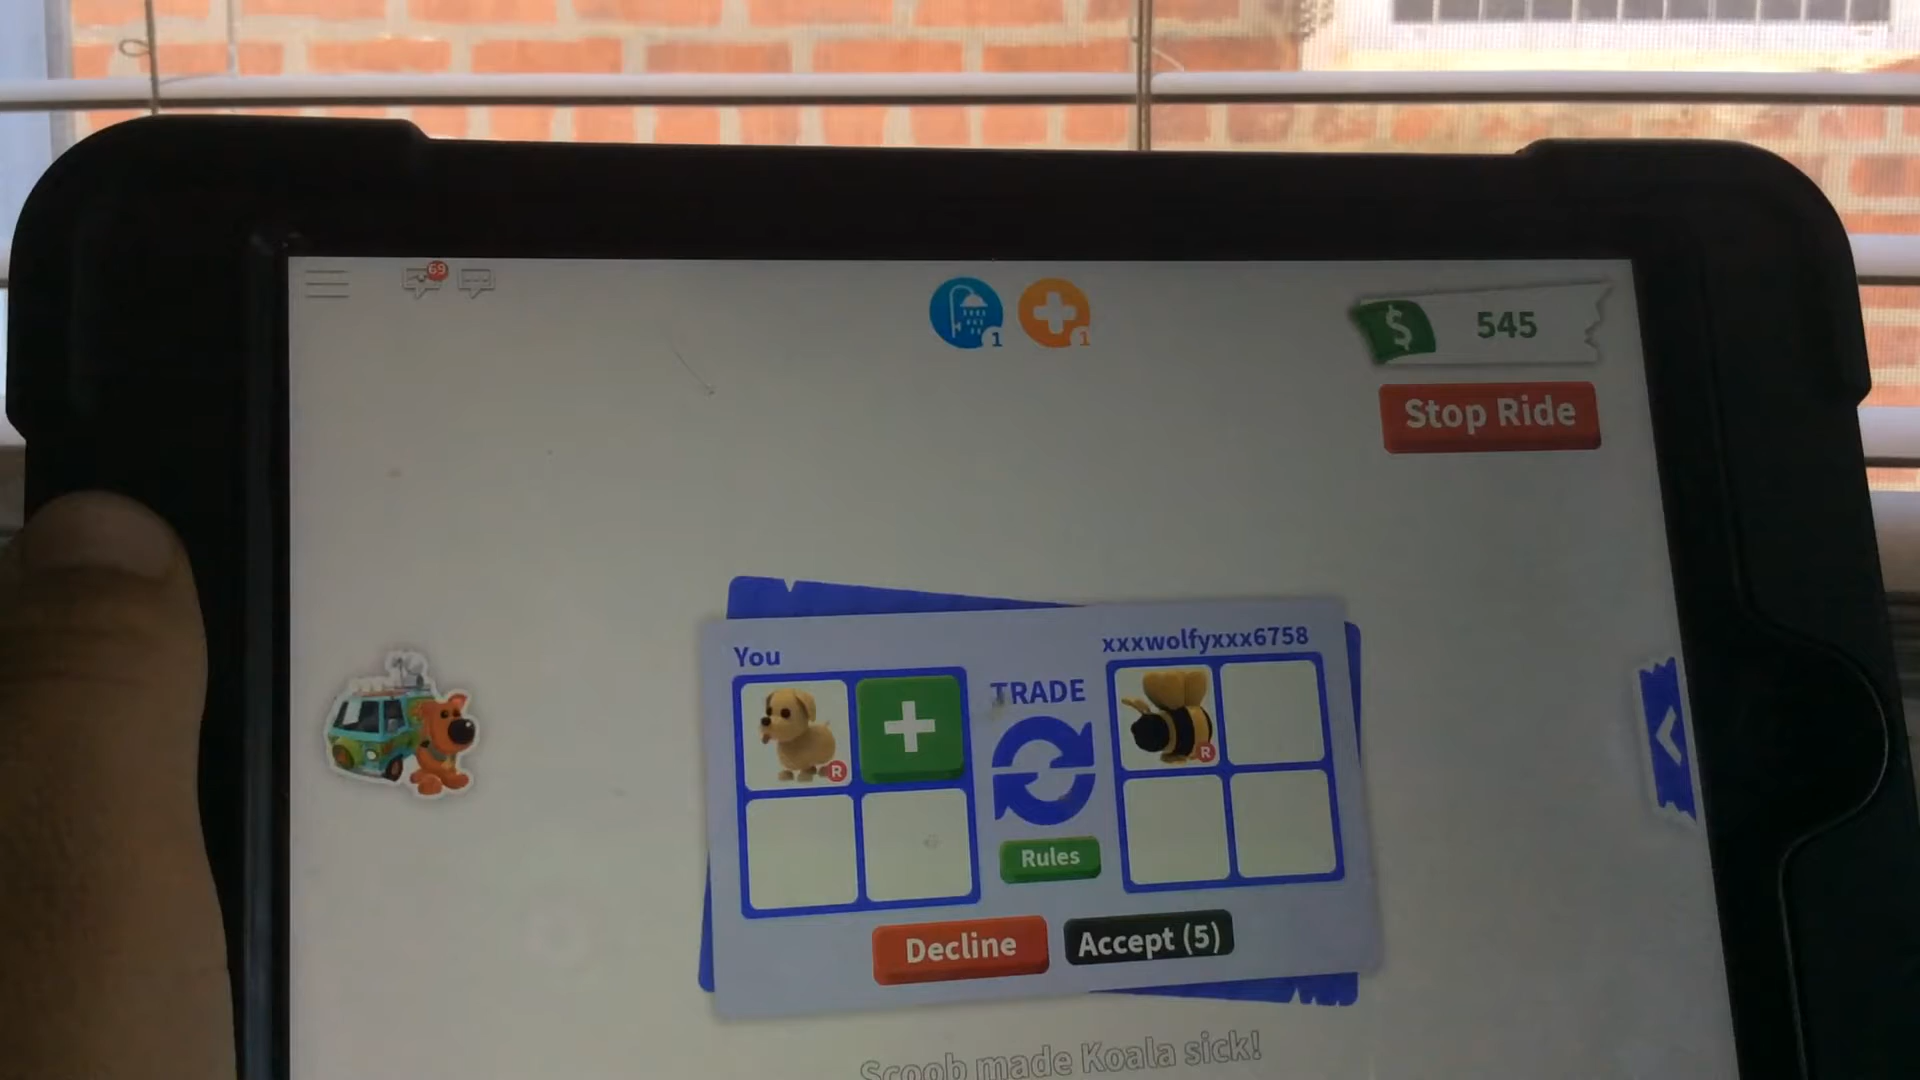 69
1
1
545
Stop Ride
You
xxxwolfyxxx6758
TRADE
R
R
Rules
Decline
Accept (5)
Scoob made Koala sick!